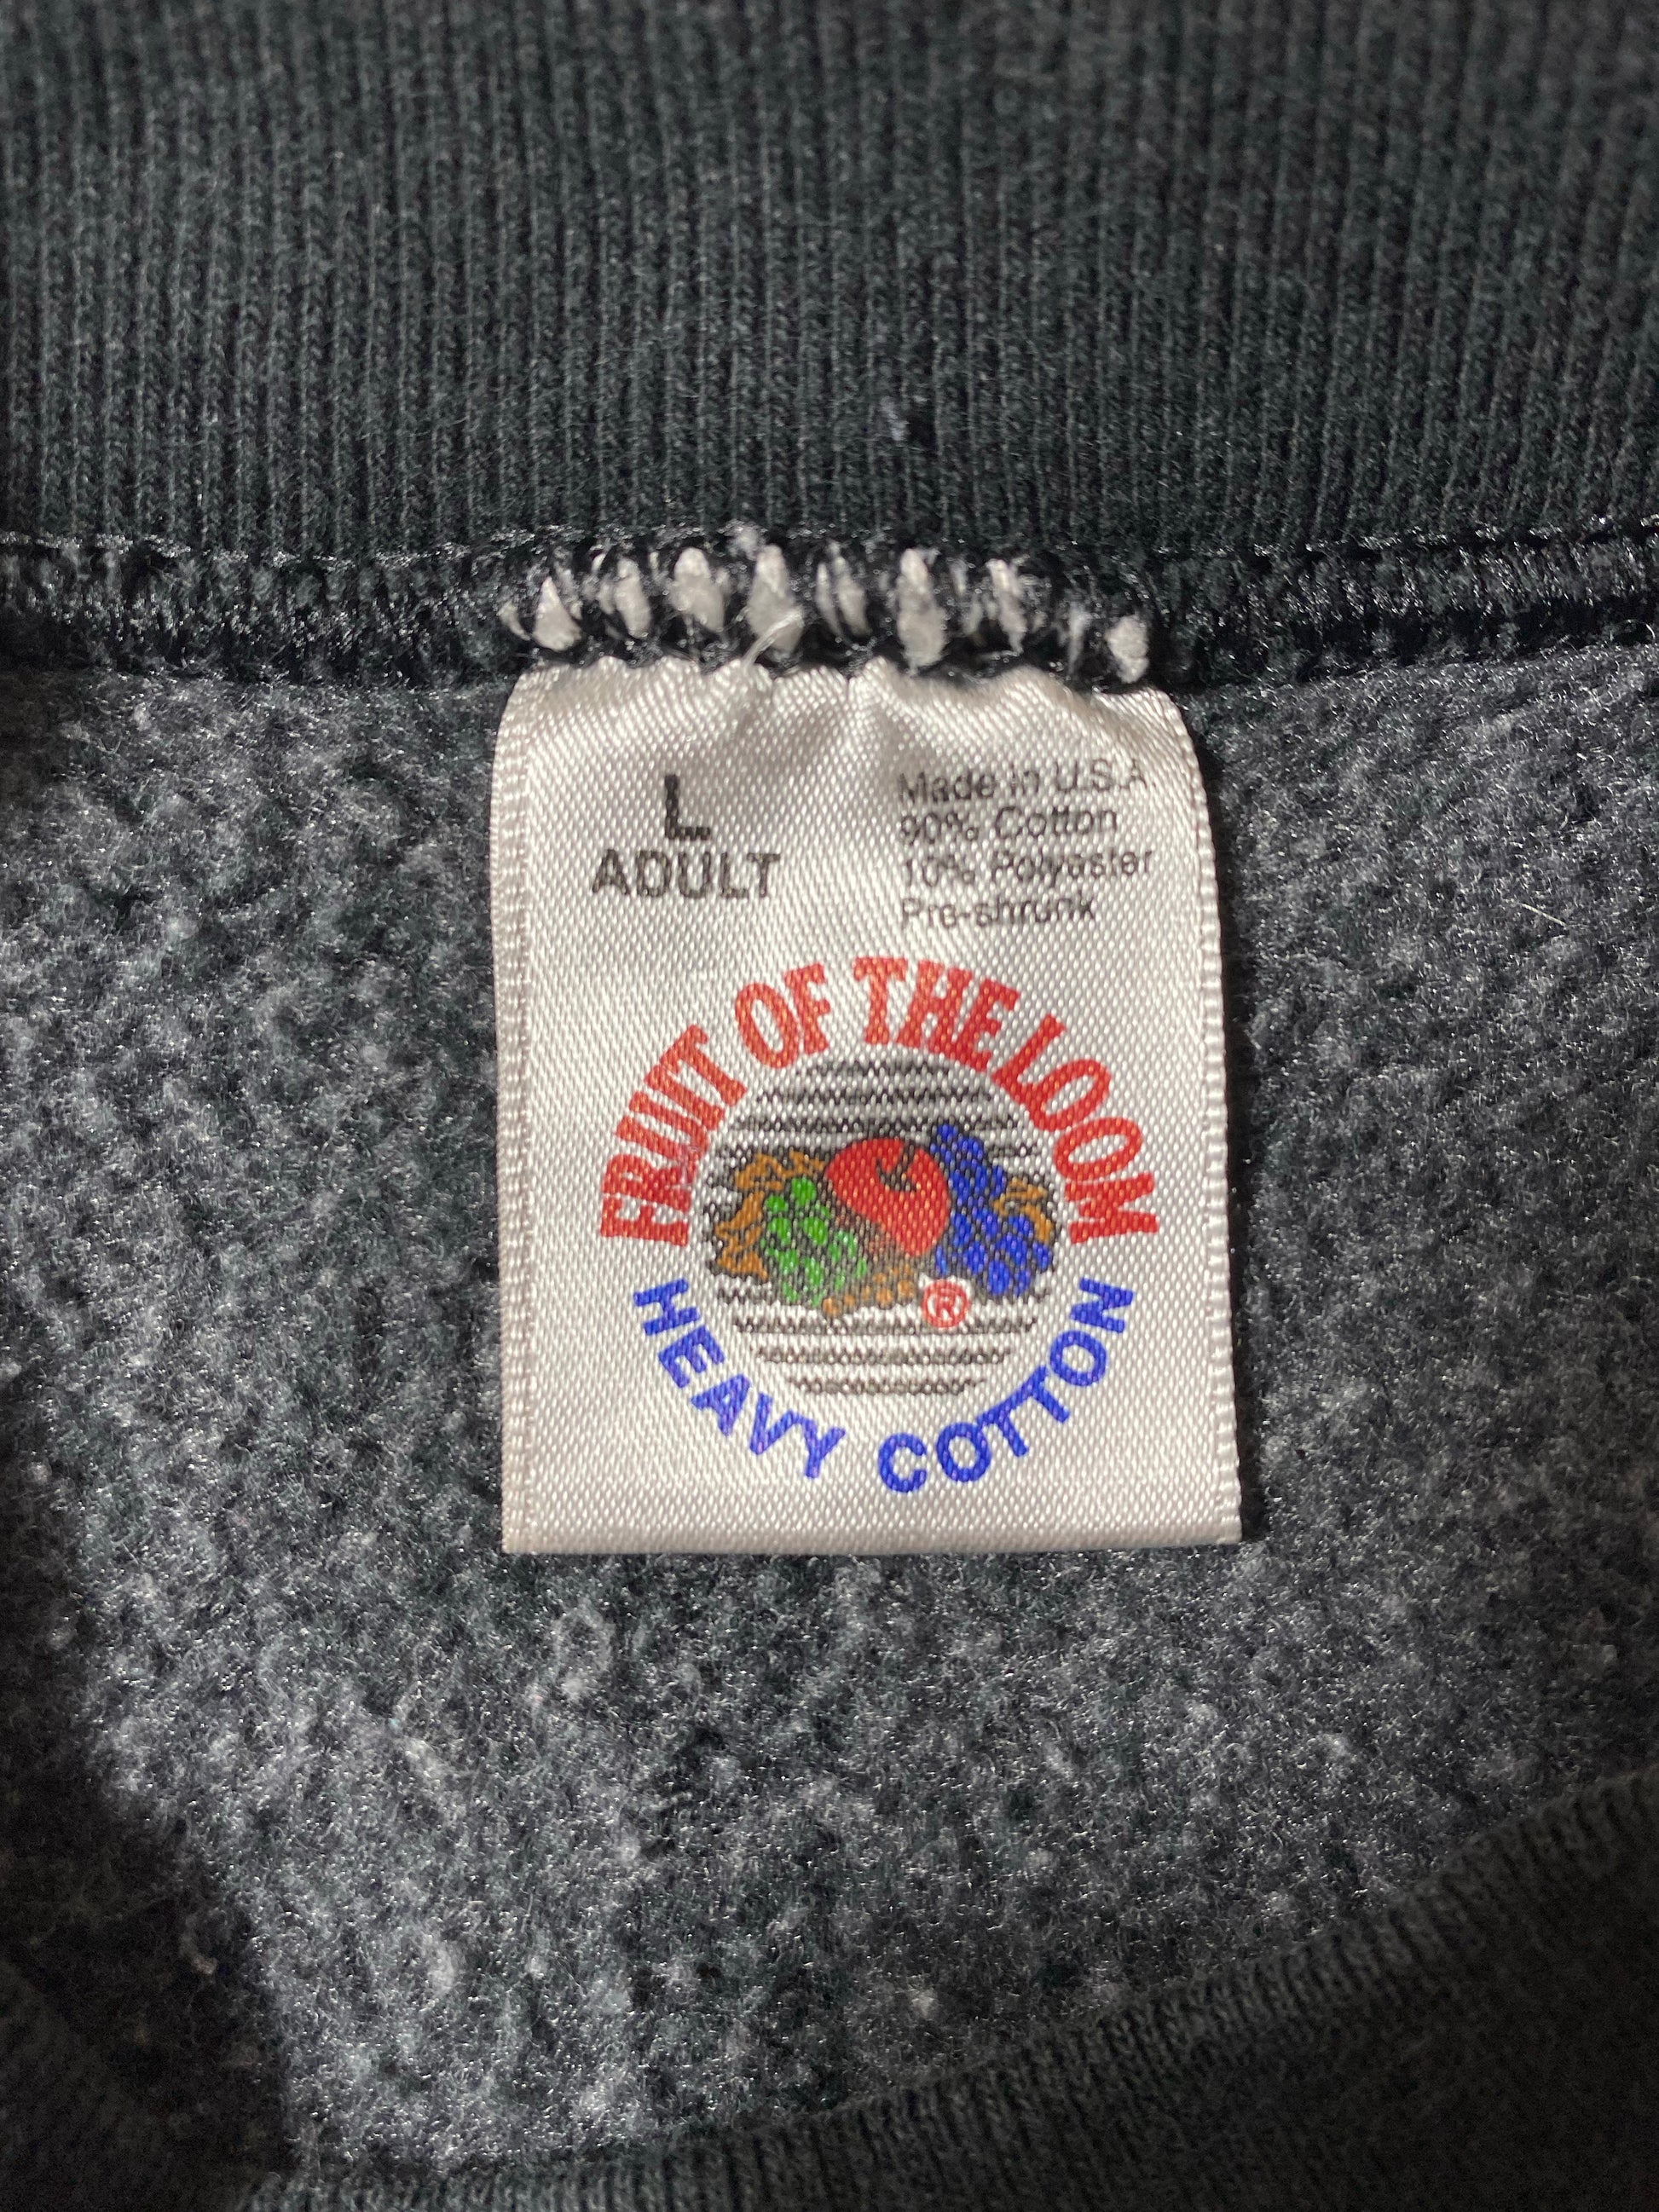 L
ADULT
Made in U.S.A
90% Cotton
10% Polyester
Pre-shrunk
FRUIT OF THE LOOM
®
HEAVY COTTON